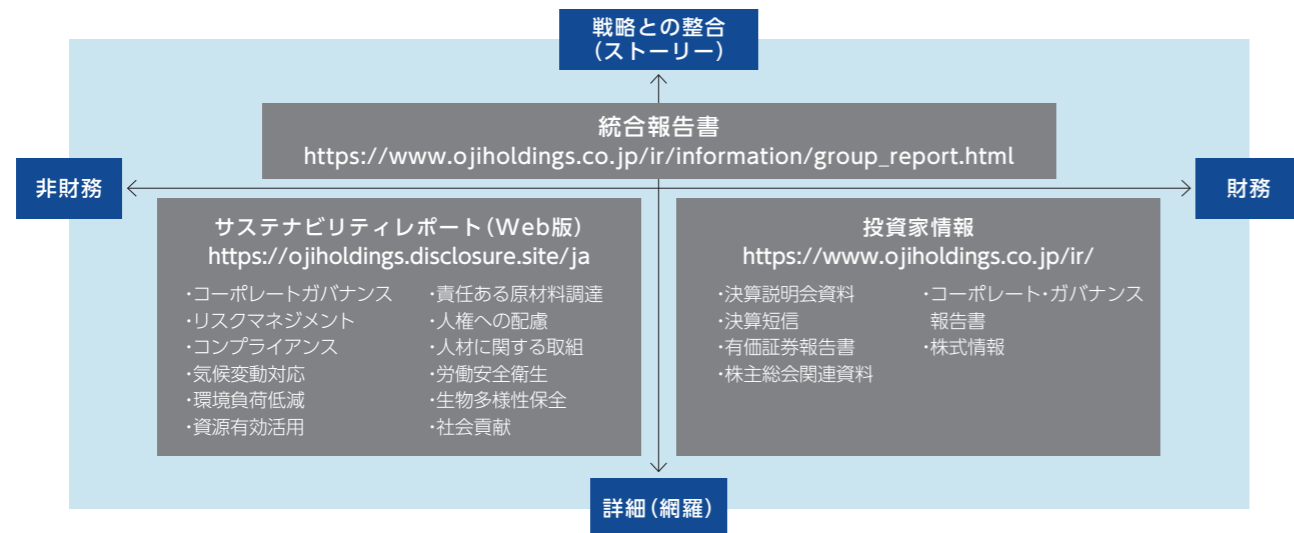 戦略との整合
（ストーリー）
統合報告書
https://www.ojiholdings.co.jp/ir/information/group_report.html
非財務
財務
サステナビリティレポート（Web版）
https://ojiholdings.disclosure.site/ja
・コーポレートガバナンス
・リスクマネジメント
・コンプライアンス
・気候変動対応
・環境負荷低減
・資源有効活用
・責任ある原材料調達
・人権への配慮
・人材に関する取組
・労働安全衛生
・生物多様性保全
・社会貢献
投資家情報
https://www.ojiholdings.co.jp/ir/
・決算説明会資料
・決算短信
・有価証券報告書
・株主総会関連資料
・コーポレート・ガバナンス
報告書
・株式情報
詳細（網羅）